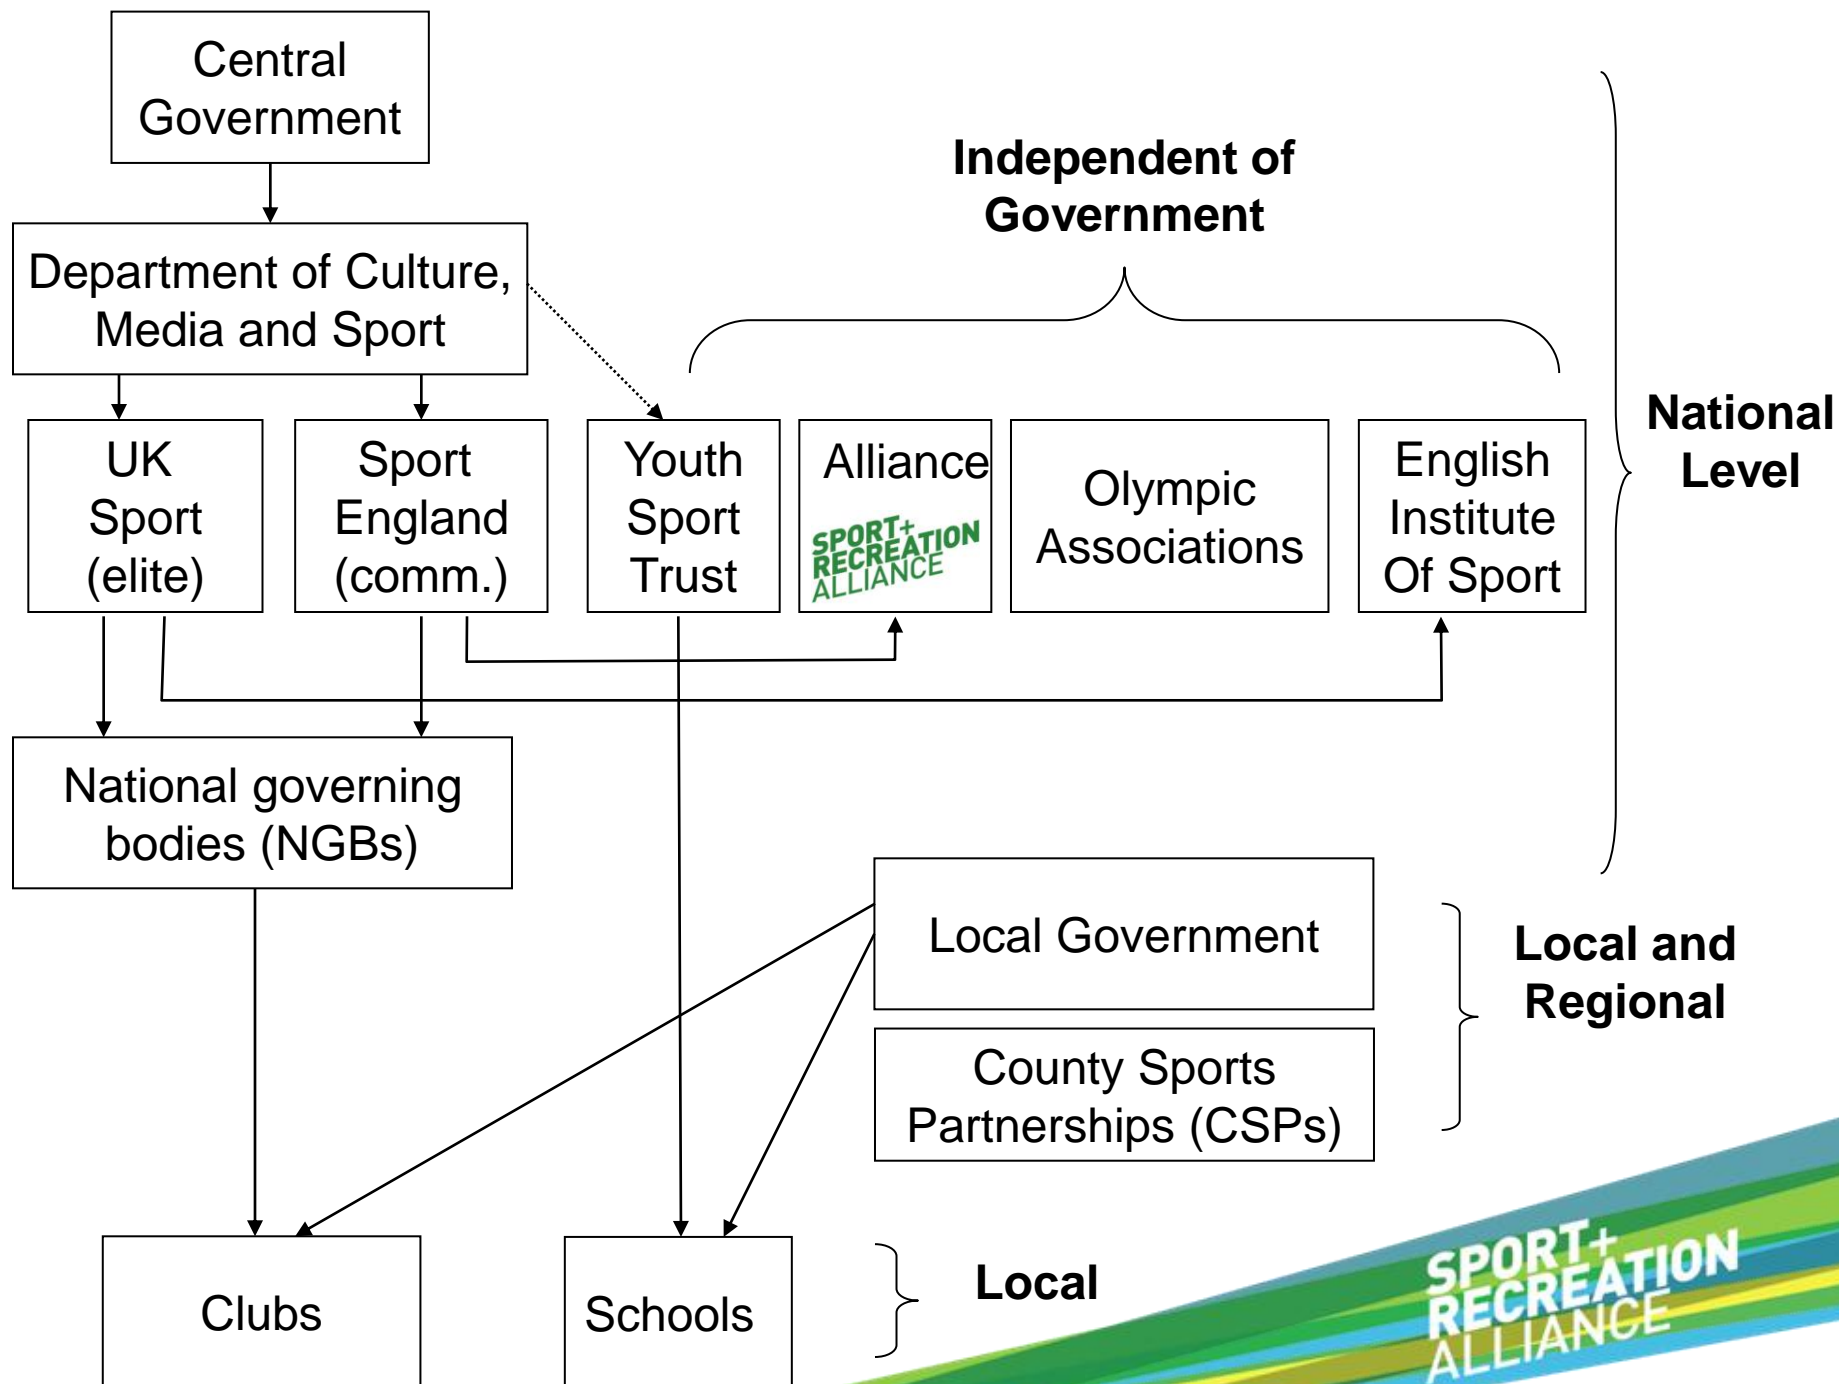 Central
Government
Independent of
Government
Department of Culture,
Media and Sport
National
Level
UK
Sport
(elite)
Sport
England
(comm.)
Youth
Sport
Trust
Alliance
SPORT+
RECREATION
ALLIANCE
Olympic
Associations
English
Institute
Of Sport
National governing
bodies (NGBs)
Local Government
Local and
Regional
County Sports
Partnerships (CSPs)
Clubs
Schools
Local
SPORT+
RECREATION
ALLIANCE